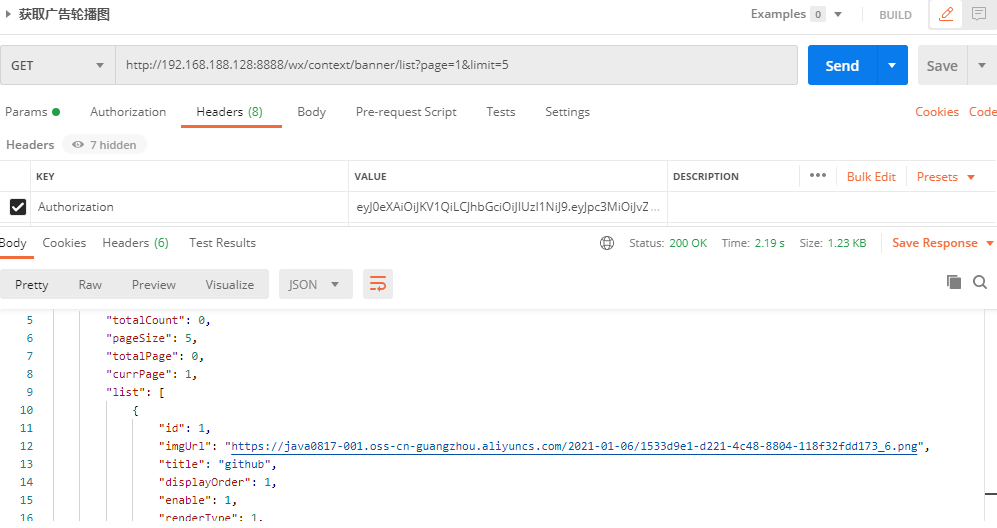 获取广告轮播图 Examples 0 BUILD
GET http://192.168.188.128:8888/wx/context/banner/list?page=1&limit=5 Send Save
Params Authorization Headers (8) Body Pre-request Script Tests Settings Cookies Code
Headers 7 hidden
KEY VALUE DESCRIPTION ••• Bulk Edit Presets
Authorization eyJ0eXAiOiJKV1QiLCJhbGciOiJIUzI1NiJ9.eyJpc3MiOiJvZ...
Body Cookies Headers (6) Test Results Status: 200 OK Time: 2.19 s Size: 1.23 KB Save Response
Pretty Raw Preview Visualize JSON
5 "totalCount": 0,
6 "pageSize": 5,
7 "totalPage": 0,
8 "currPage": 1,
9 "list": [
10 {
11 "id": 1,
12 "imgUrl": "https://java0817-001.oss-cn-guangzhou.aliyuncs.com/2021-01-06/1533d9e1-d221-4c48-8804-118f32fdd173_6.png",
13 "title": "github",
14 "displayOrder": 1,
15 "enable": 1,
16 "renderType": 1,